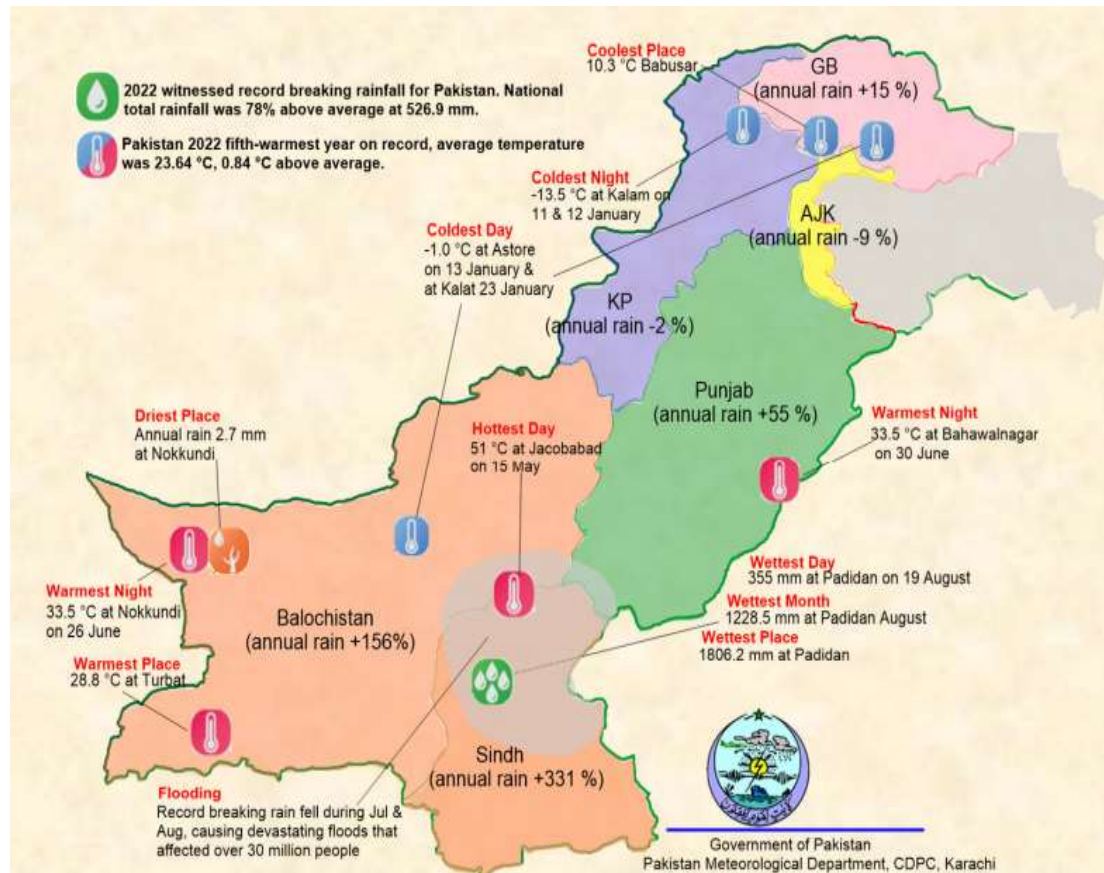 2022 witnessed record breaking rainfall for Pakistan. National
total rainfall was 78% above average at 526.9 mm.
Pakistan 2022 fifth-warmest year on record, average temperature
was 23.64 °C, 0.84 °C above average.
Coolest Place
10.3 °C Babusar
GB
(annual rain +15 %)
Coldest Night
-13.5 °C at Kalam on
11 & 12 January
AJK
(annual rain -9 %)
Coldest Day
-1.0 °C at Astore
on 13 January &
at Kalat 23 January
KP
(annual rain -2 %)
Punjab
(annual rain +55 %)
Driest Place
Annual rain 2.7 mm
at Nokkundi
Hottest Day
51 °C at Jacobabad
on 15 May
Warmest Night
33.5 °C at Bahawalnagar
on 30 June
Warmest Night
33.5 °C at Nokkundi
on 26 June
Balochistan
(annual rain +156%)
Wettest Day
355 mm at Padidan on 19 August
Wettest Month
1228.5 mm at Padidan August
Wettest Place
1806.2 mm at Padidan
Warmest Place
28.8 °C at Turbat
Sindh
(annual rain +331 %)
Flooding
Record breaking rain fell during Jul &
Aug, causing devastating floods that
affected over 30 million people
Government of Pakistan
Pakistan Meteorological Department, CDPC, Karachi